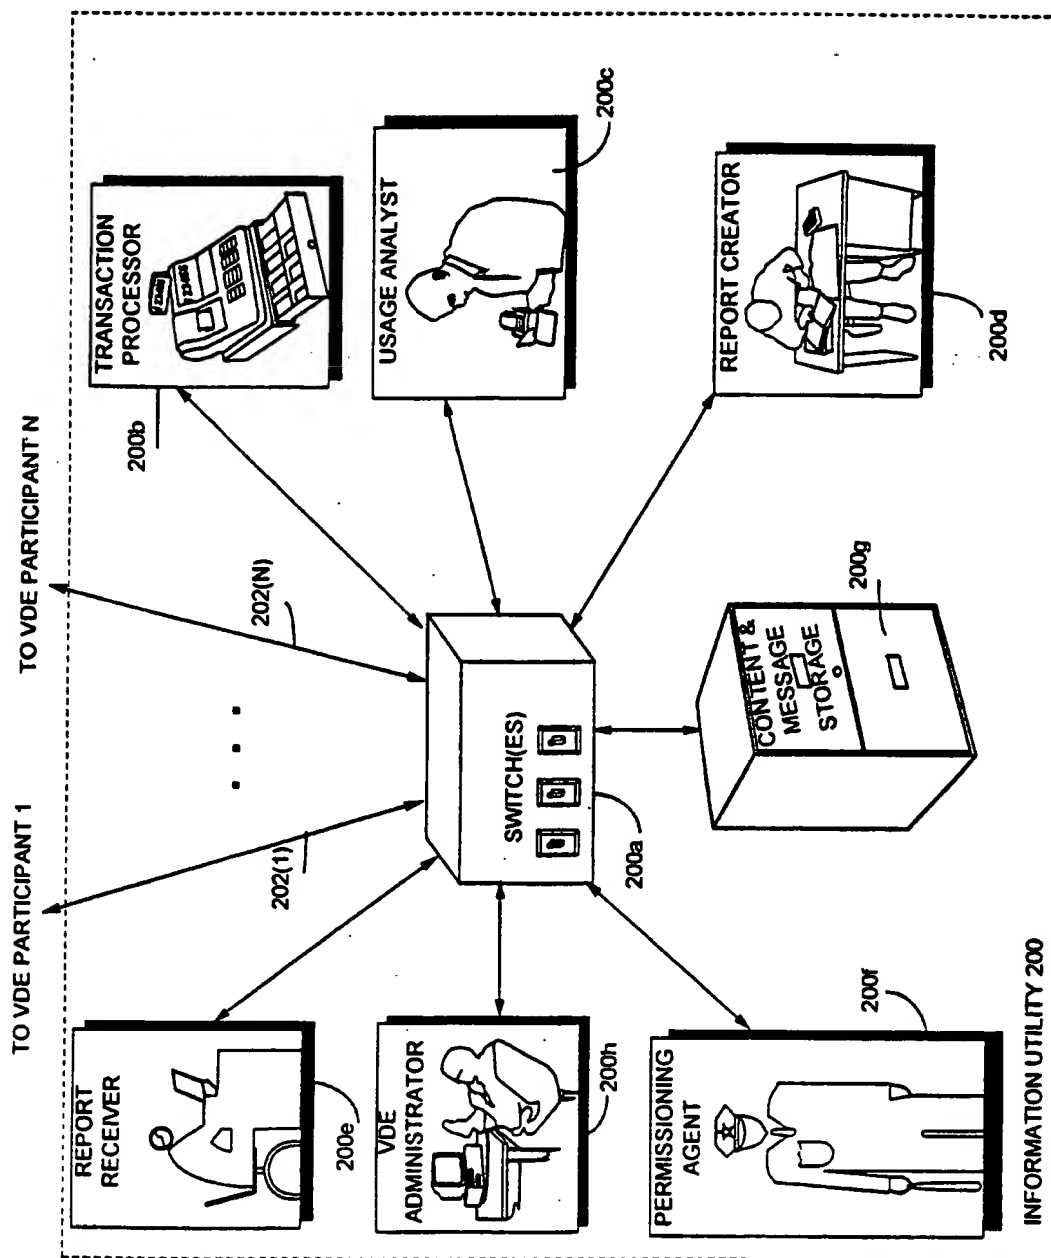 TO VDE PARTICIPANT 1
TO VDE PARTICIPANT N
202(1)
202(N)
REPORT
RECEIVER
200e
VDE
ADMINISTRATOR
200h
PERMISSIONING
AGENT
200f
SWITCH(ES)
200a
CONTENT &
MESSAGE
STORAGE
200g
TRANSACTION
PROCESSOR
200b
USAGE ANALYST
200c
REPORT CREATOR
200d
INFORMATION UTILITY 200